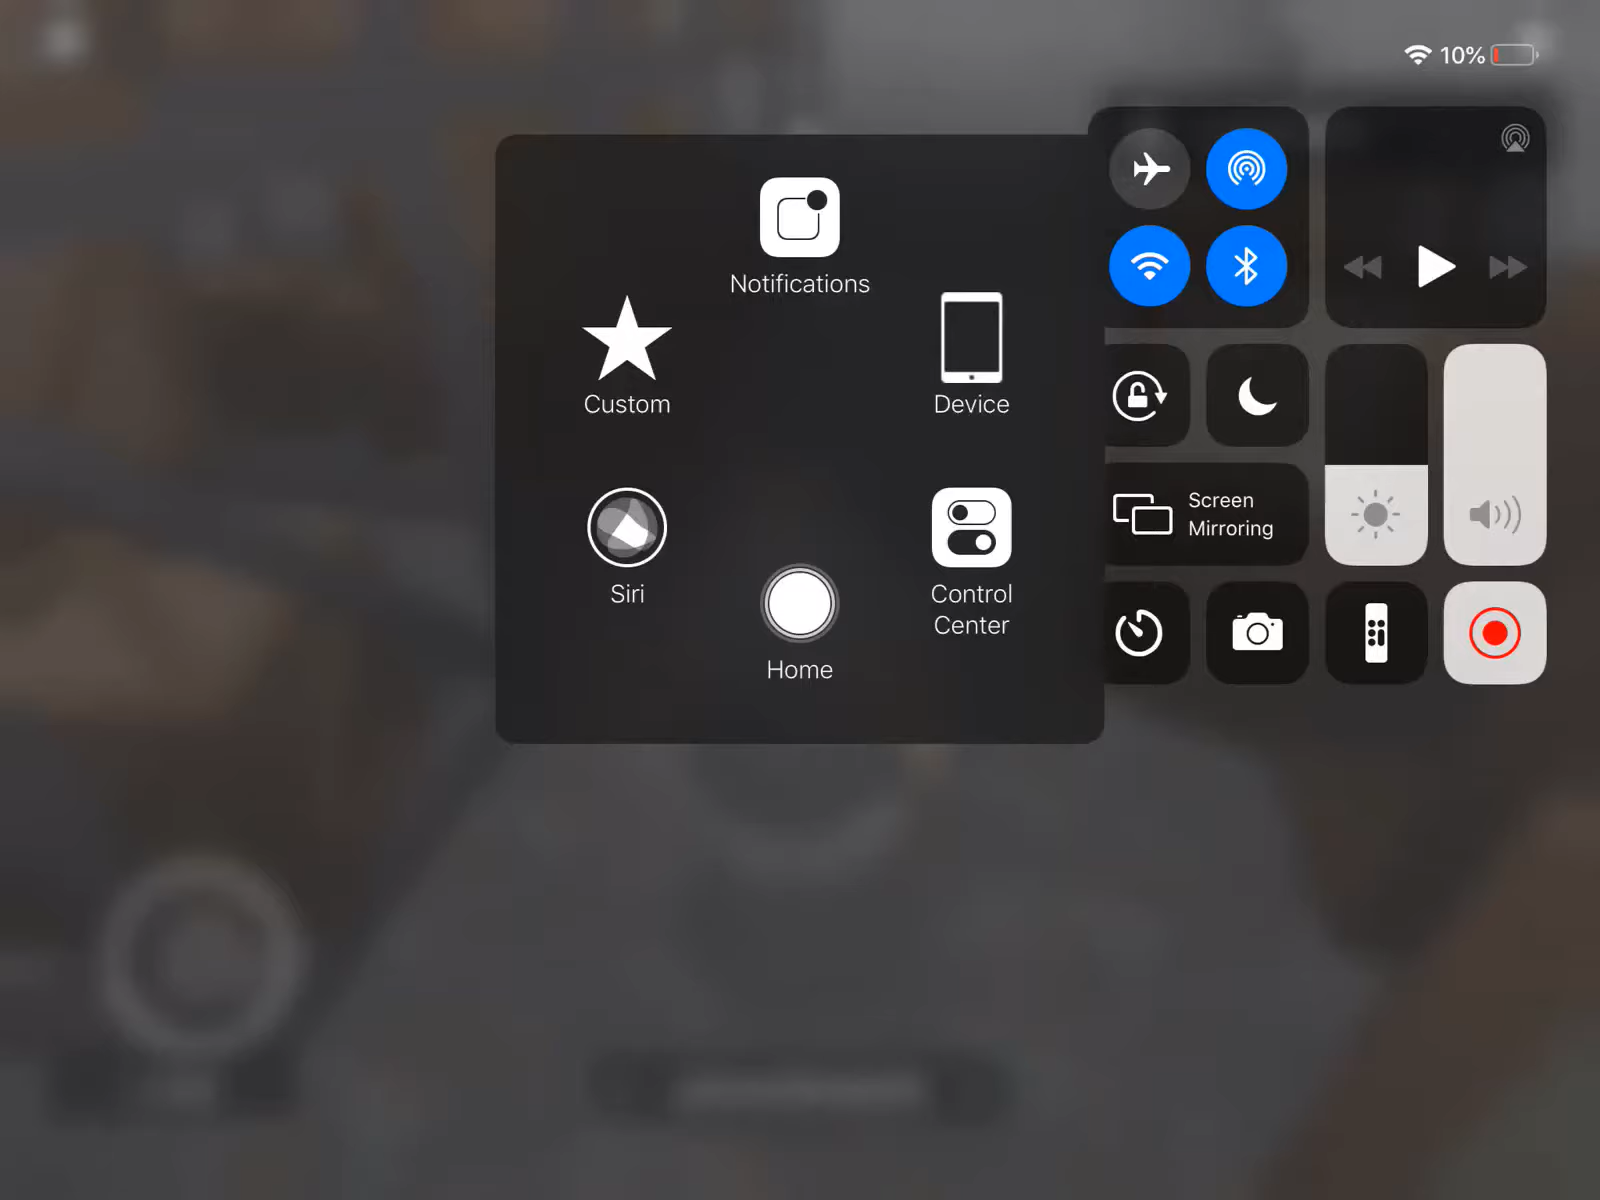 10%
Notifications
Custom
Device
Siri
Control
Center
Home
Screen
Mirroring